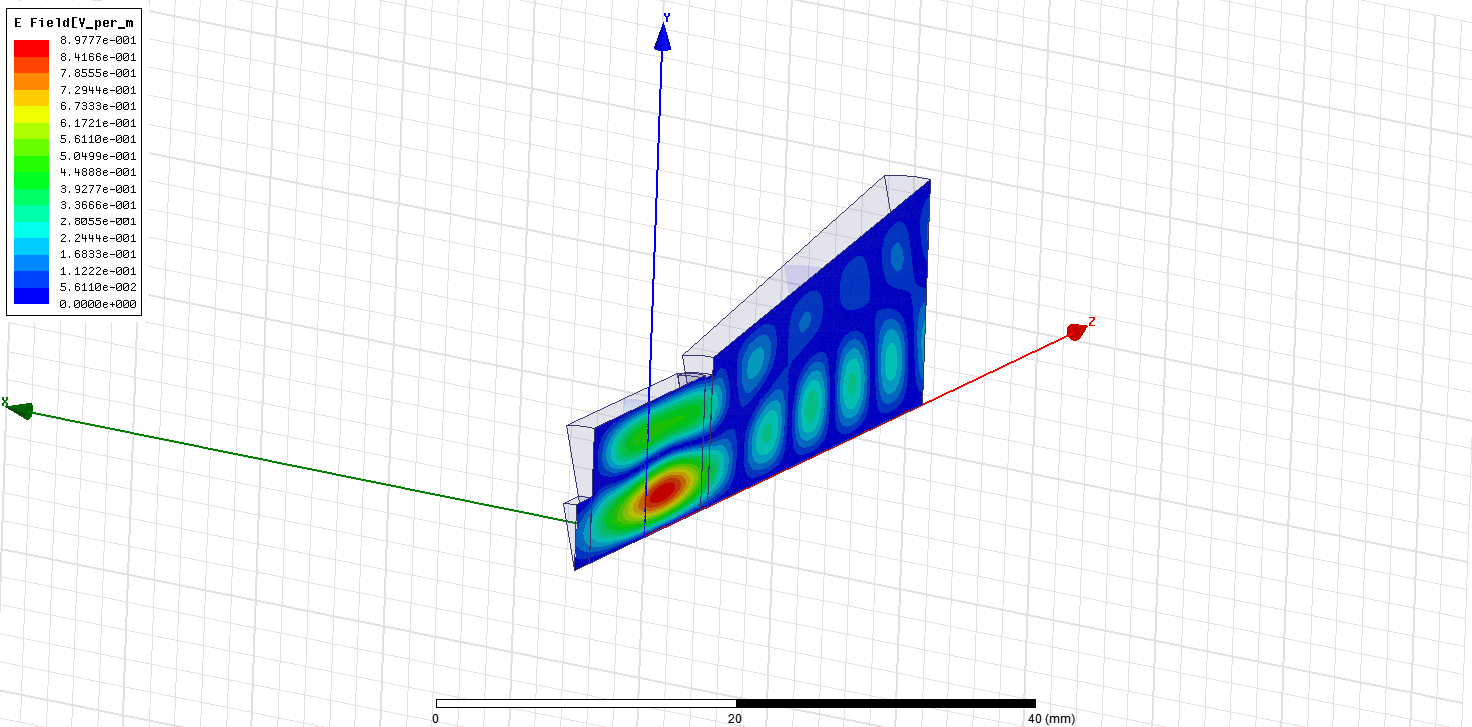 E Field[V_per_m
8.9777e-001
8.4166e-001
7.8555e-001
7.2944e-001
6.7333e-001
6.1721e-001
5.6110e-001
5.0499e-001
4.4888e-001
3.9277e-001
3.3666e-001
2.8055e-001
2.2444e-001
1.6833e-001
1.1222e-001
5.6110e-002
0.0000e+000
Y
Z
X
0 20 40 (mm)